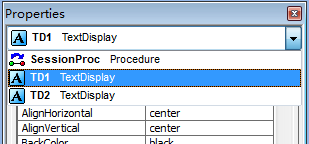 Properties
TD1 TextDisplay
SessionProc Procedure
TD1 TextDisplay
TD2 TextDisplay
AlignHorizontal center
AlignVertical center
BackColor black